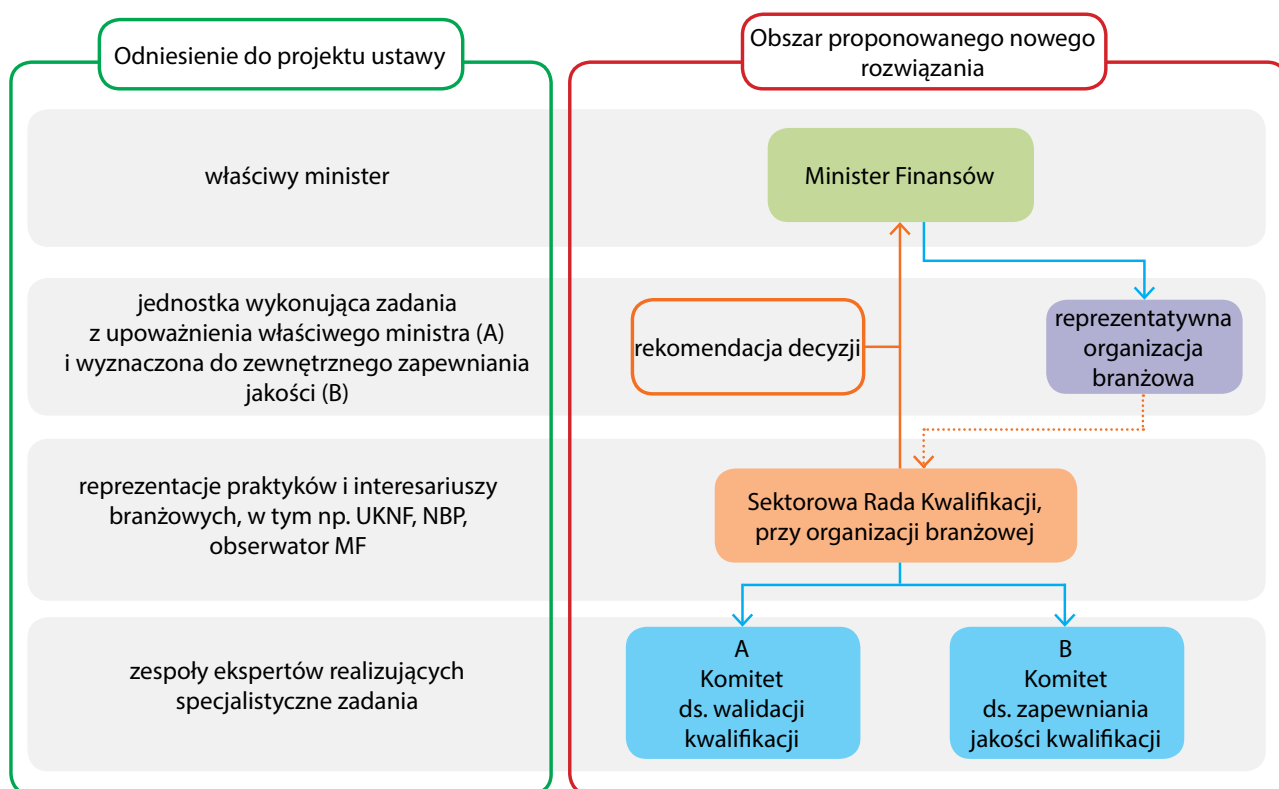 Odniesienie do projektu ustawy
Obszar proponowanego nowego
rozwiązania
właściwy minister
Minister Finansów
jednostka wykonująca zadania
z upoważnienia właściwego ministra (A)
i wyznaczona do zewnętrznego zapewniania
jakości (B)
rekomendacja decyzji
reprezentatywna
organizacja
branżowa
reprezentacje praktyków i interesariuszy
branżowych, w tym np. UKNF, NBP,
obserwator MF
Sektorowa Rada Kwalifikacji,
przy organizacji branżowej
zespoły ekspertów realizujących
specjalistyczne zadania
A
Komitet
ds. walidacji
kwalifikacji
B
Komitet
ds. zapewniania
jakości kwalifikacji